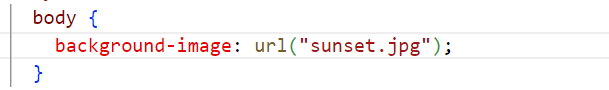 body {
background-image: url("sunset.jpg");
}